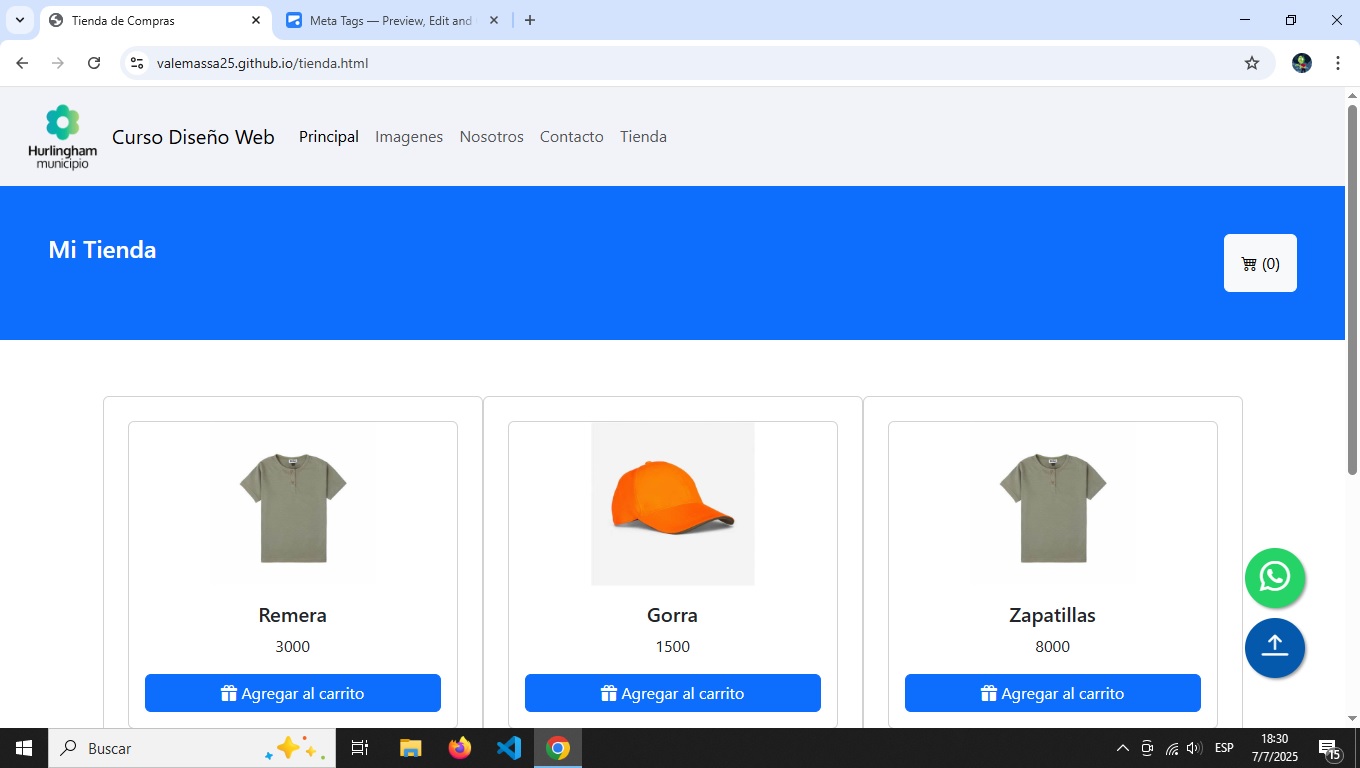 Tienda de Compras
Meta Tags — Preview, Edit and
valemassa25.github.io/tienda.html
Hurlingham
municipio
Curso Diseño Web
Principal
Imagenes
Nosotros
Contacto
Tienda
Mi Tienda
(0)
Remera
3000
Agregar al carrito
Gorra
1500
Agregar al carrito
Zapatillas
8000
Agregar al carrito
Buscar
ESP
18:30
7/7/2025
15